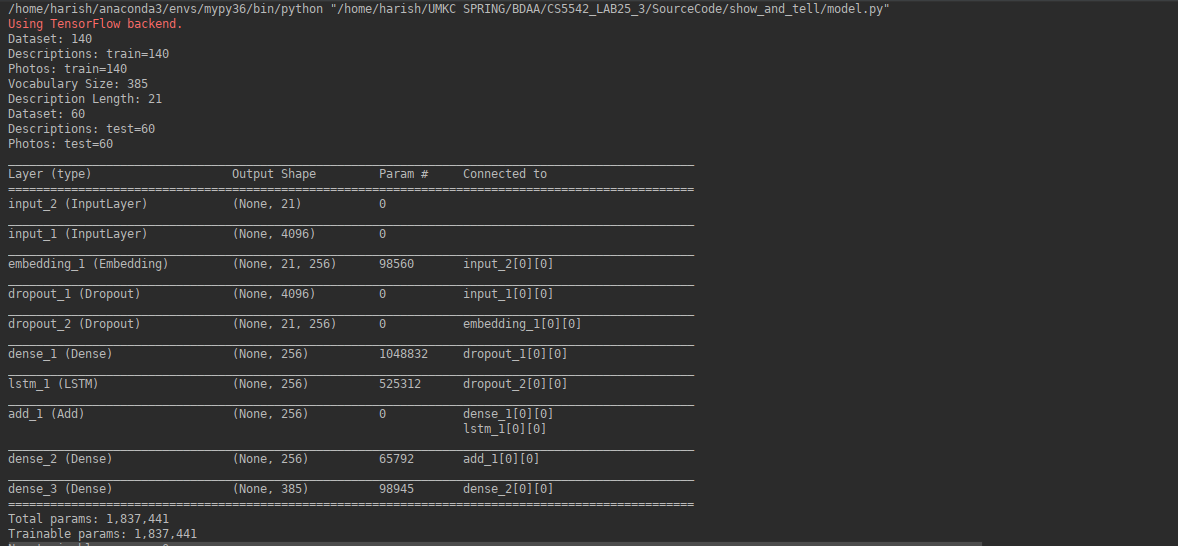 /home/harish/anaconda3/envs/mypy36/bin/python "/home/harish/UMKC SPRING/BDAA/CS5542_LAB25_3/SourceCode/show_and_tell/model.py"
Using TensorFlow backend.
Dataset: 140
Descriptions: train=140
Photos: train=140
Vocabulary Size: 385
Description Length: 21
Dataset: 60
Descriptions: test=60
Photos: test=60
Layer (type) Output Shape Param # Connected to
input_2 (InputLayer) (None, 21) 0
input_1 (InputLayer) (None, 4096) 0
embedding_1 (Embedding) (None, 21, 256) 98560 input_2[0][0]
dropout_1 (Dropout) (None, 4096) 0 input_1[0][0]
dropout_2 (Dropout) (None, 21, 256) 0 embedding_1[0][0]
dense_1 (Dense) (None, 256) 1048832 dropout_1[0][0]
lstm_1 (LSTM) (None, 256) 525312 dropout_2[0][0]
add_1 (Add) (None, 256) 0 dense_1[0][0]
lstm_1[0][0]
dense_2 (Dense) (None, 256) 65792 add_1[0][0]
dense_3 (Dense) (None, 385) 98945 dense_2[0][0]
Total params: 1,837,441
Trainable params: 1,837,441